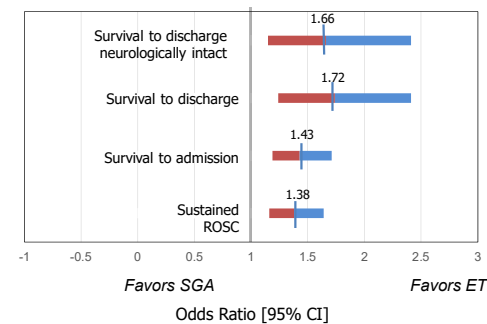 1.66
Survival to discharge
neurologically intact
1.72
Survival to discharge
1.43
Survival to admission
1.38
Sustained
ROSC
-1 -0.5 0 0.5 1 1.5 2 2.5 3
Favors SGA Favors ET
Odds Ratio [95% CI]